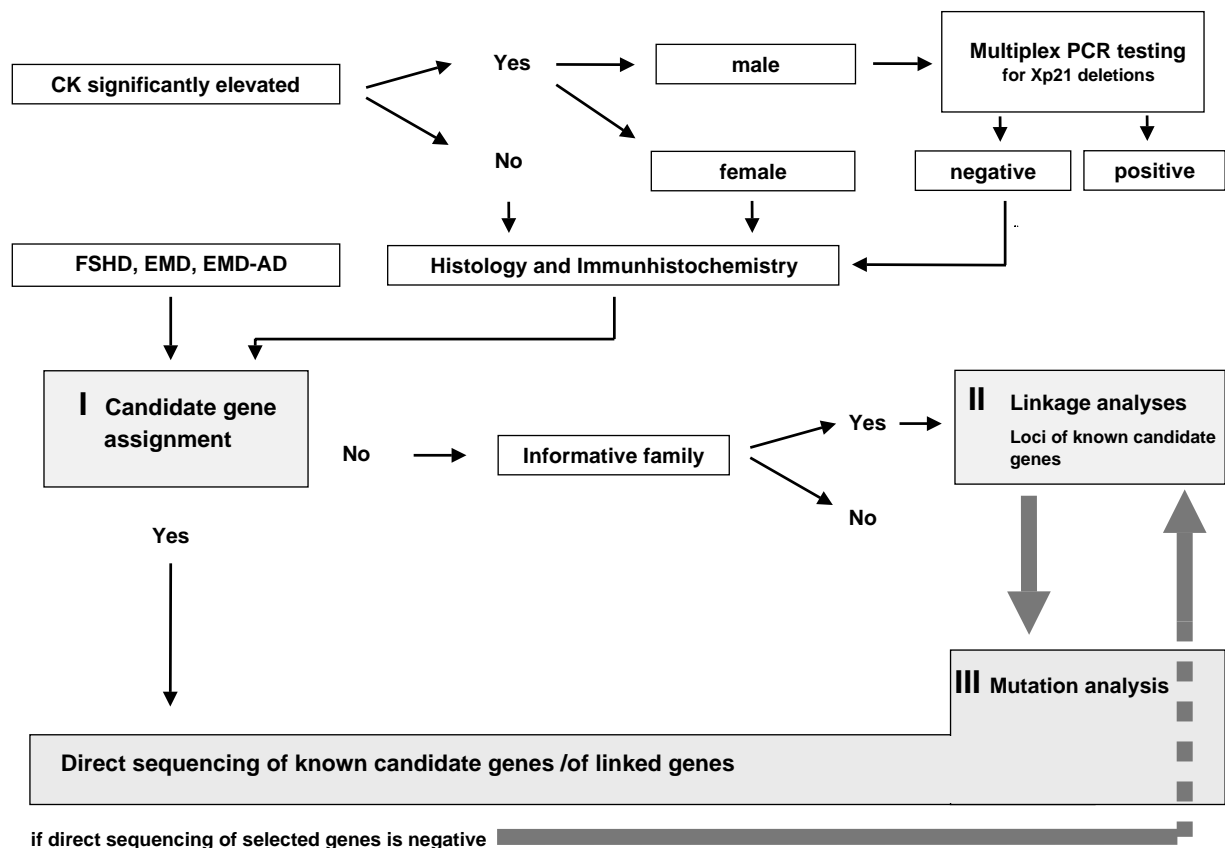 CK significantly elevated
Yes
male
Multiplex PCR testing
for Xp21 deletions
No
female
negative
positive
FSHD, EMD, EMD-AD
Histology and Immunhistochemistry
I Candidate gene
assignment
No
Informative family
Yes
No
II Linkage analyses
Loci of known candidate
genes
Yes
III Mutation analysis
Direct sequencing of known candidate genes /of linked genes
if direct sequencing of selected genes is negative